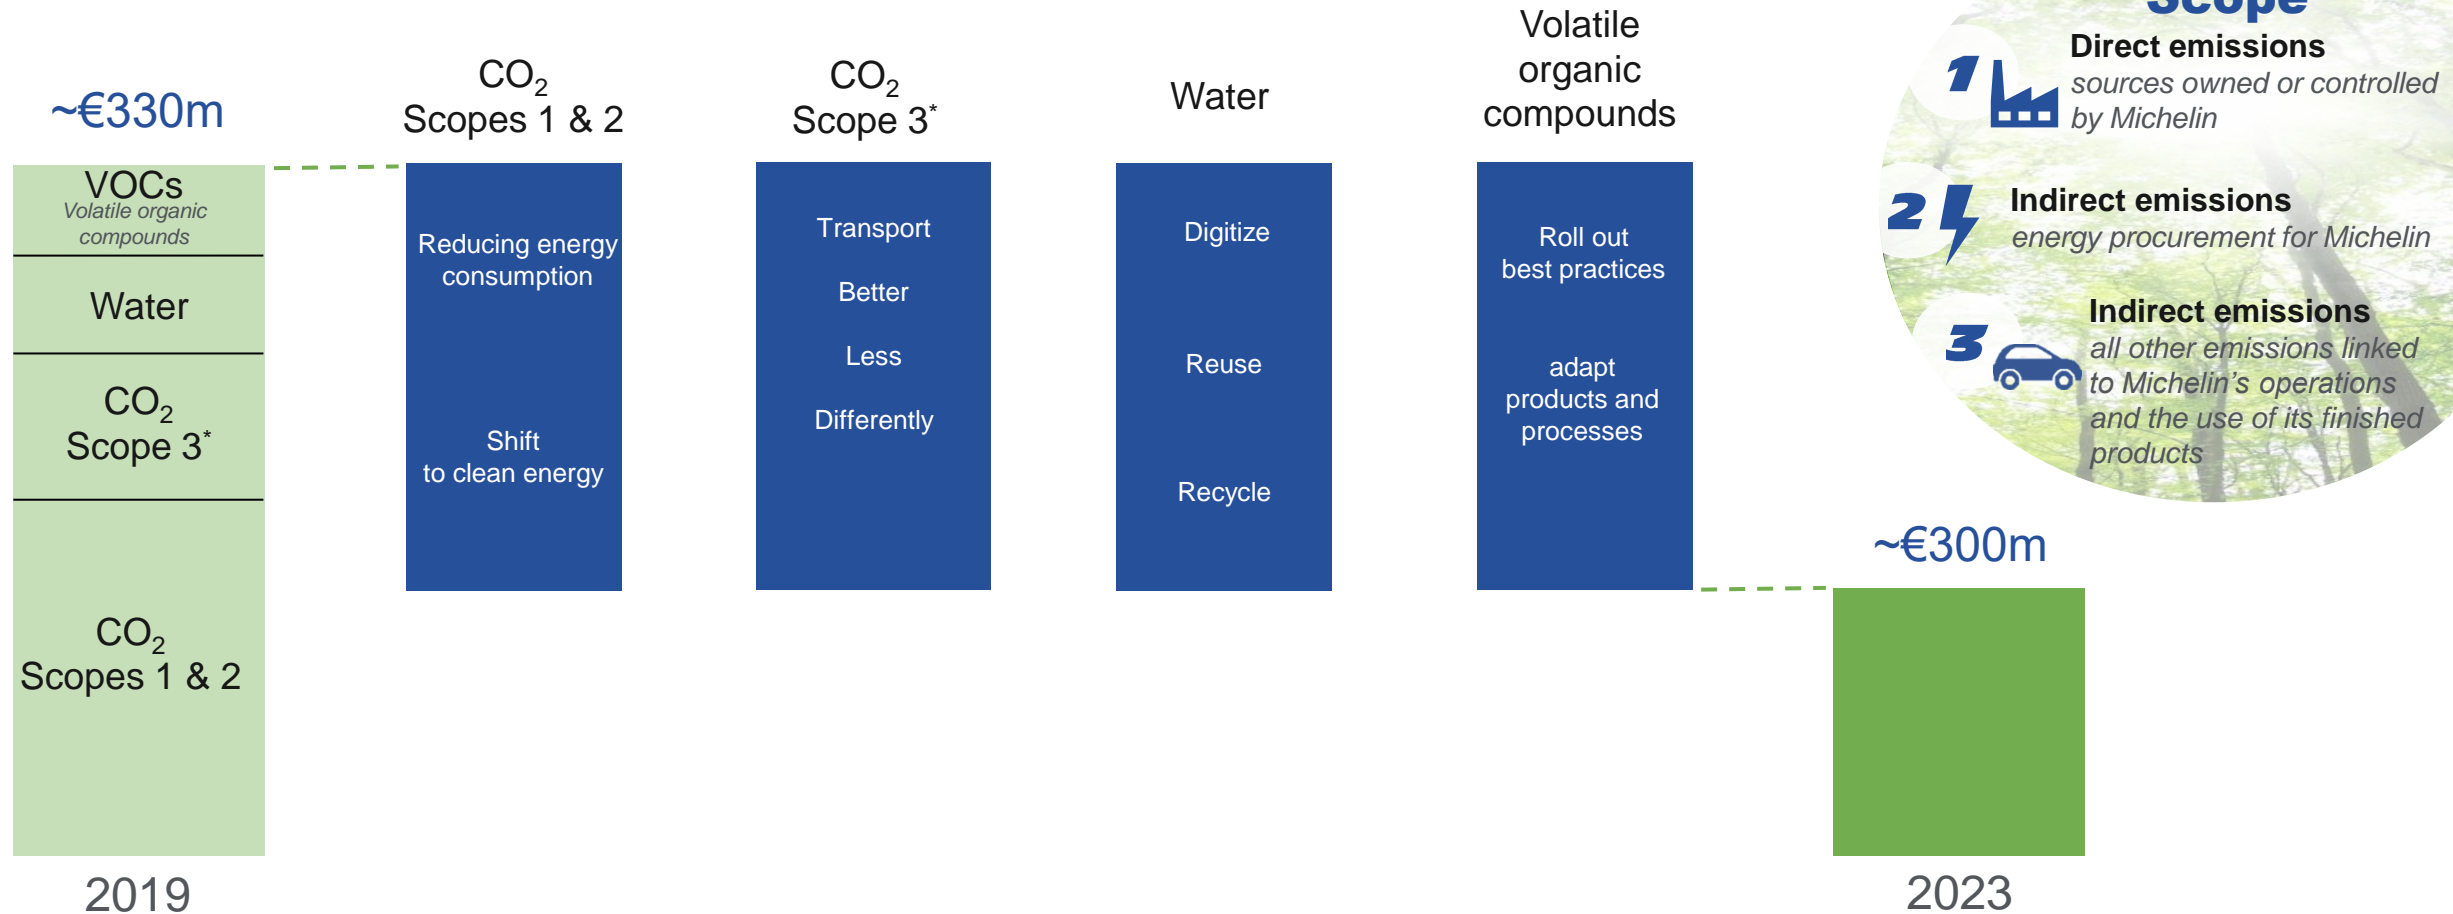 ~€330m
VOCs
Volatile organic
compounds
Water
CO₂
Scope 3*
CO₂
Scopes 1 & 2
2019
CO₂
Scopes 1 & 2
Reducing energy
consumption
Shift
to clean energy
CO₂
Scope 3*
Transport
Better
Less
Differently
Water
Digitize
Reuse
Recycle
Volatile
organic
compounds
Roll out
best practices
adapt
products and
processes
Scope
1
Direct emissions
sources owned or controlled
by Michelin
2
Indirect emissions
energy procurement for Michelin
3
Indirect emissions
all other emissions linked
to Michelin’s operations
and the use of its finished
products
~€300m
2023